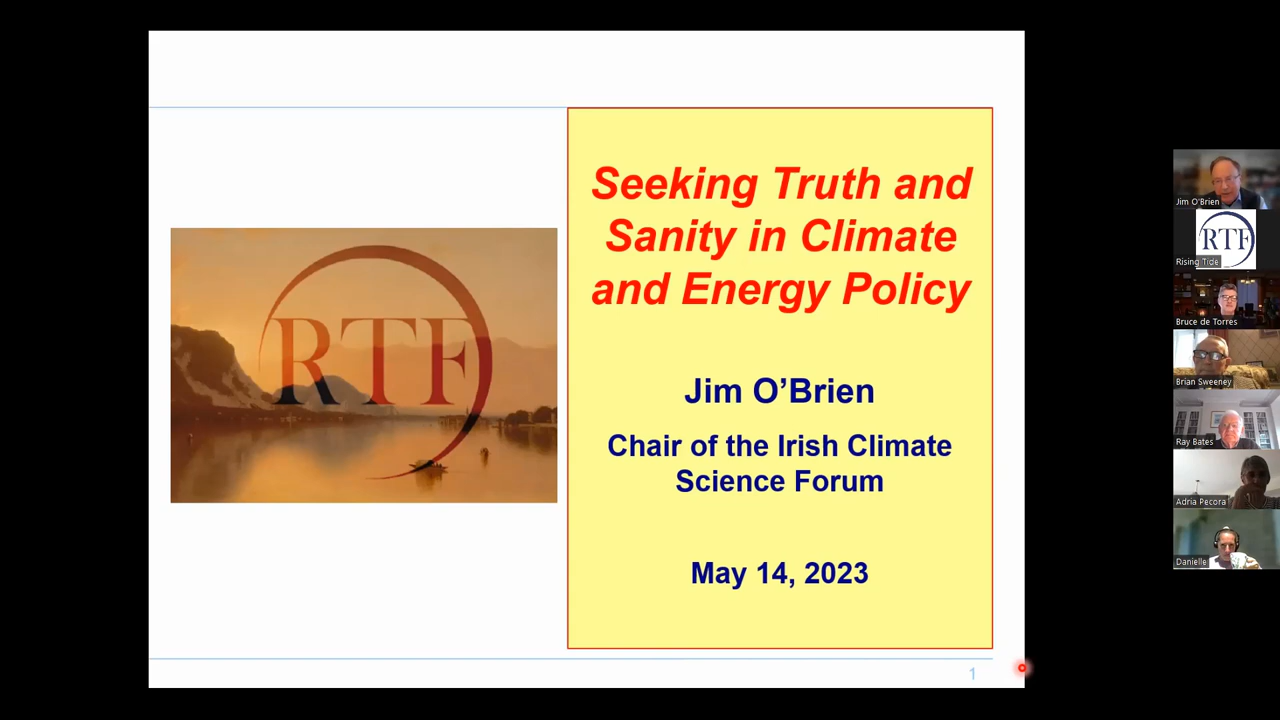 RTF
Seeking Truth and
Sanity in Climate
and Energy Policy
Jim O’Brien
Chair of the Irish Climate
Science Forum
May 14, 2023
1
Jim O'Brien
RTF
Rising Tide
Bruce de Torres
Brian Sweeney
Ray Bates
Adria Pecora
Danielle